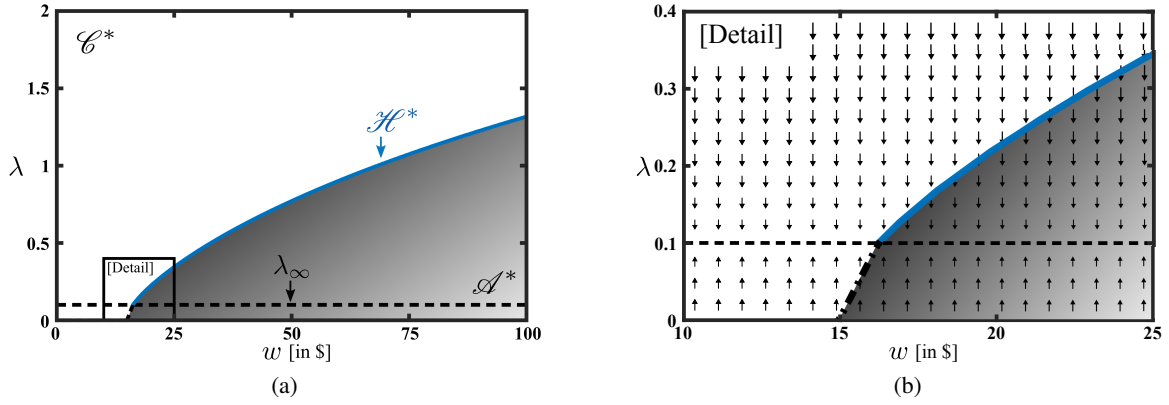 2
𝒞*
1.5
ℋ*
λ
1
0.5
[Detail]
λ∞
𝒜*
0
0
25
50
75
100
w [in $]
(a)
0.4
[Detail]
0.3
λ
0.2
0.1
0
10
15
20
25
w [in $]
(b)